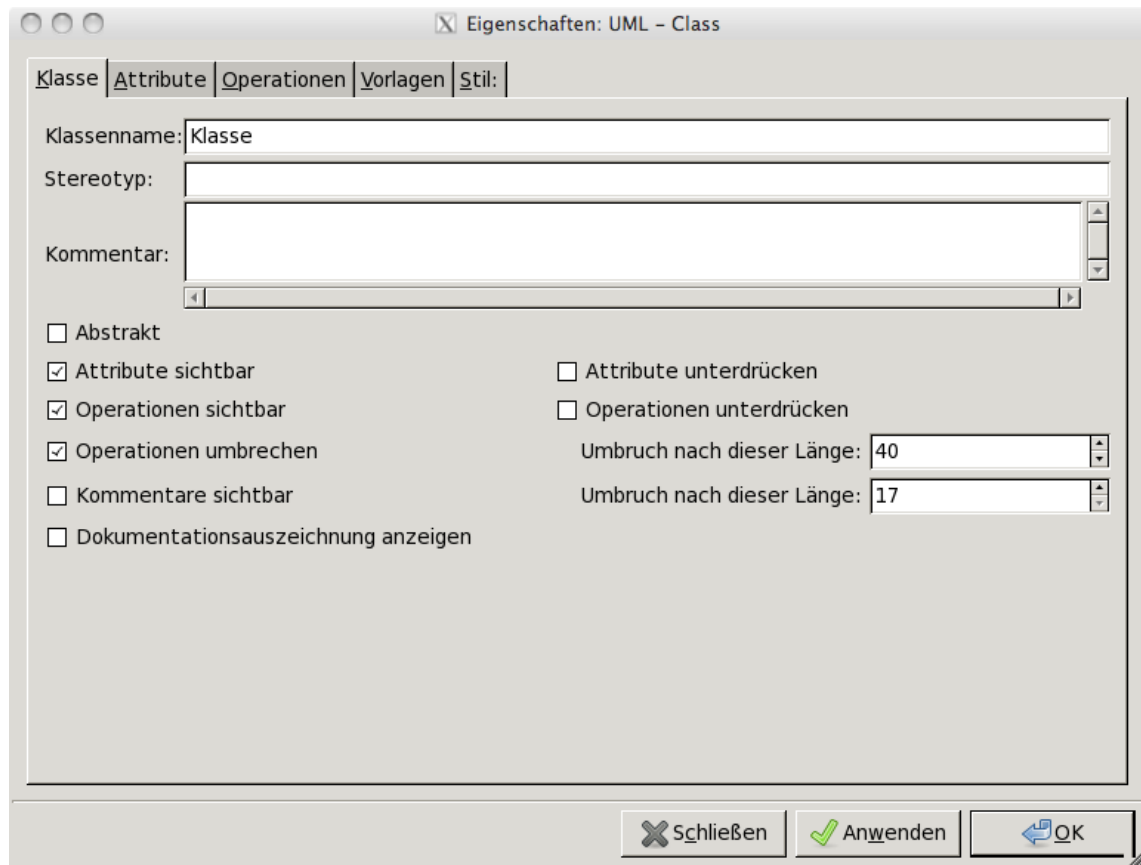 Eigenschaften: UML – Class
Klasse Attribute Operationen Vorlagen Stil:
Klassenname: Klasse
Stereotyp:
Kommentar:
Abstrakt
Attribute sichtbar Attribute unterdrücken
Operationen sichtbar Operationen unterdrücken
Operationen umbrechen Umbruch nach dieser Länge: 40
Kommentare sichtbar Umbruch nach dieser Länge: 17
Dokumentationsauszeichnung anzeigen
Schließen Anwenden OK